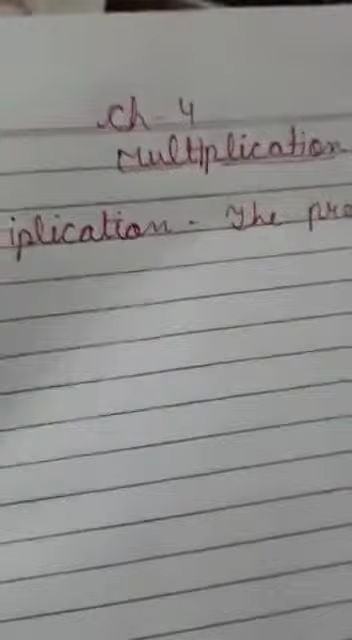 Ch - 4
Multiplication
iplication - The pro